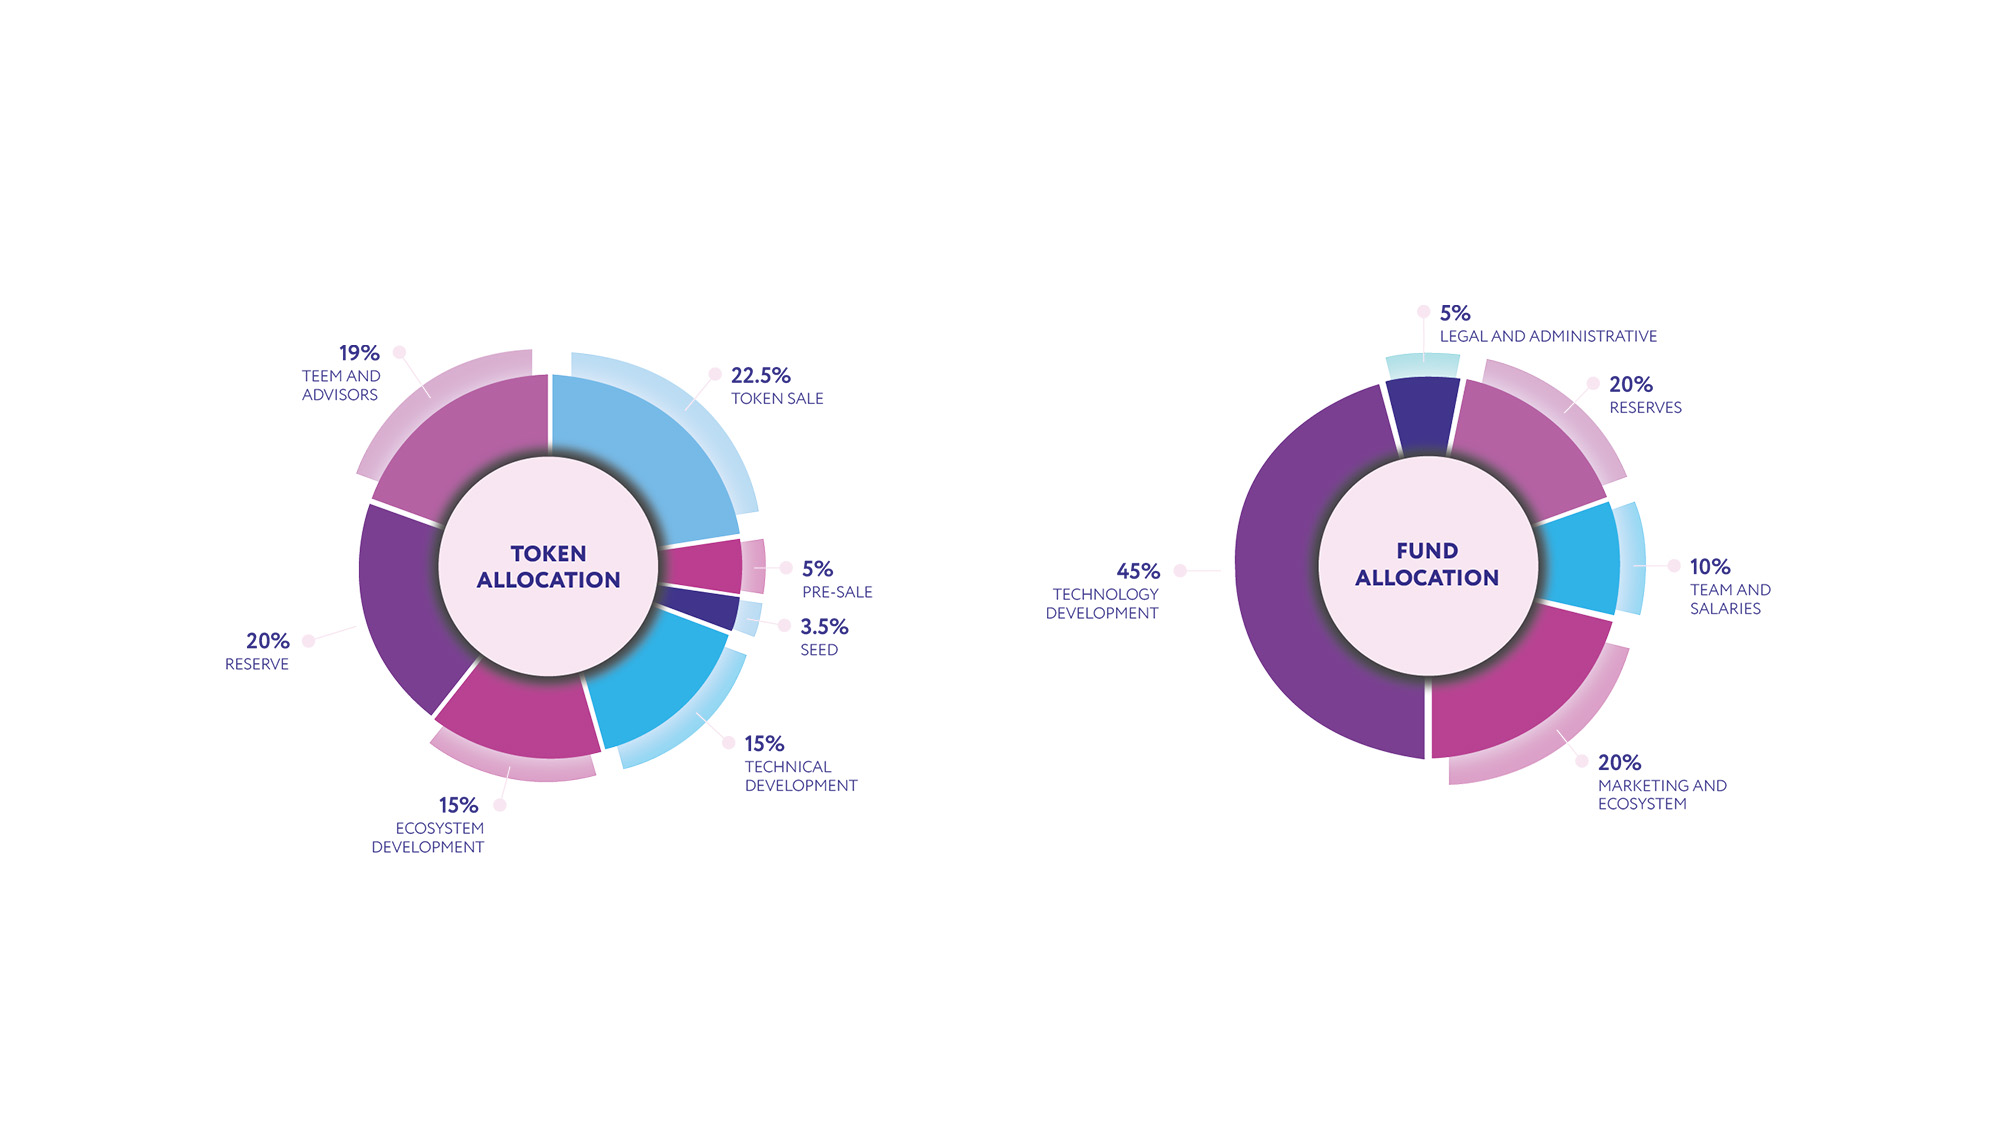 TOKEN
ALLOCATION
19%
TEEM AND
ADVISORS
22.5%
TOKEN SALE
5%
PRE-SALE
3.5%
SEED
15%
TECHNICAL
DEVELOPMENT
15%
ECOSYSTEM
DEVELOPMENT
20%
RESERVE
FUND
ALLOCATION
5%
LEGAL AND ADMINISTRATIVE
20%
RESERVES
10%
TEAM AND
SALARIES
20%
MARKETING AND
ECOSYSTEM
45%
TECHNOLOGY
DEVELOPMENT